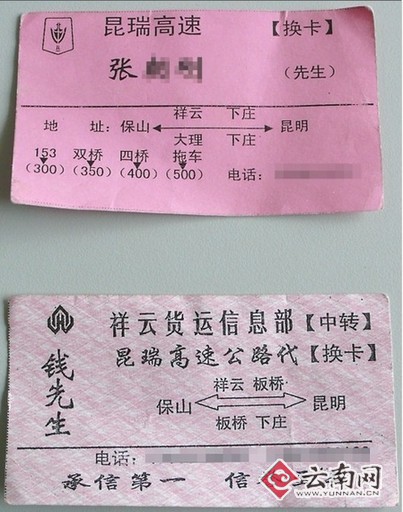 B
昆瑞高速 【换卡】
张 (先生)
祥云 下庄
地 址: 保山 昆明
大理 下庄
153 双桥 四桥 拖车
(300) (350) (400) (500) 电话:
祥云货运信息部【中转】
昆瑞高速公路代【换卡】
钱先生
祥云 板桥
保山 昆明
板桥 下庄
电话:
承信第一 信
云南网
WWW.YUNNAN.CN